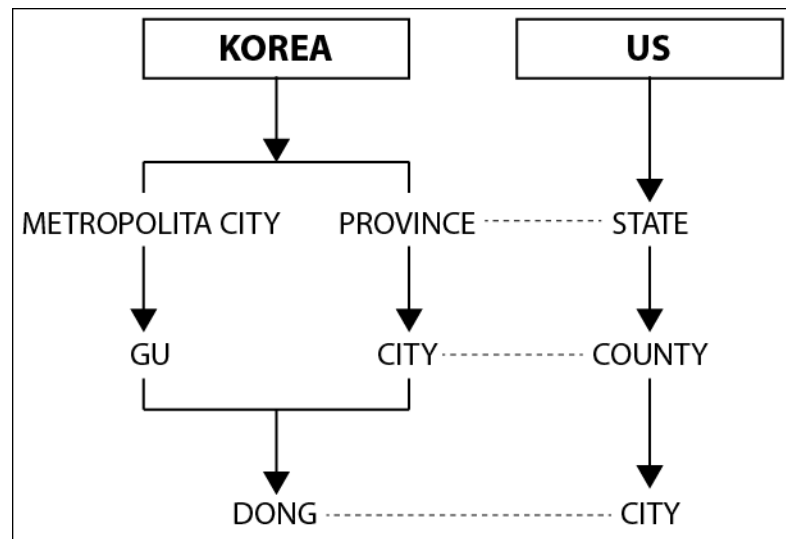 KOREA US
METROPOLITA CITY PROVINCE STATE
GU CITY COUNTY
DONG CITY